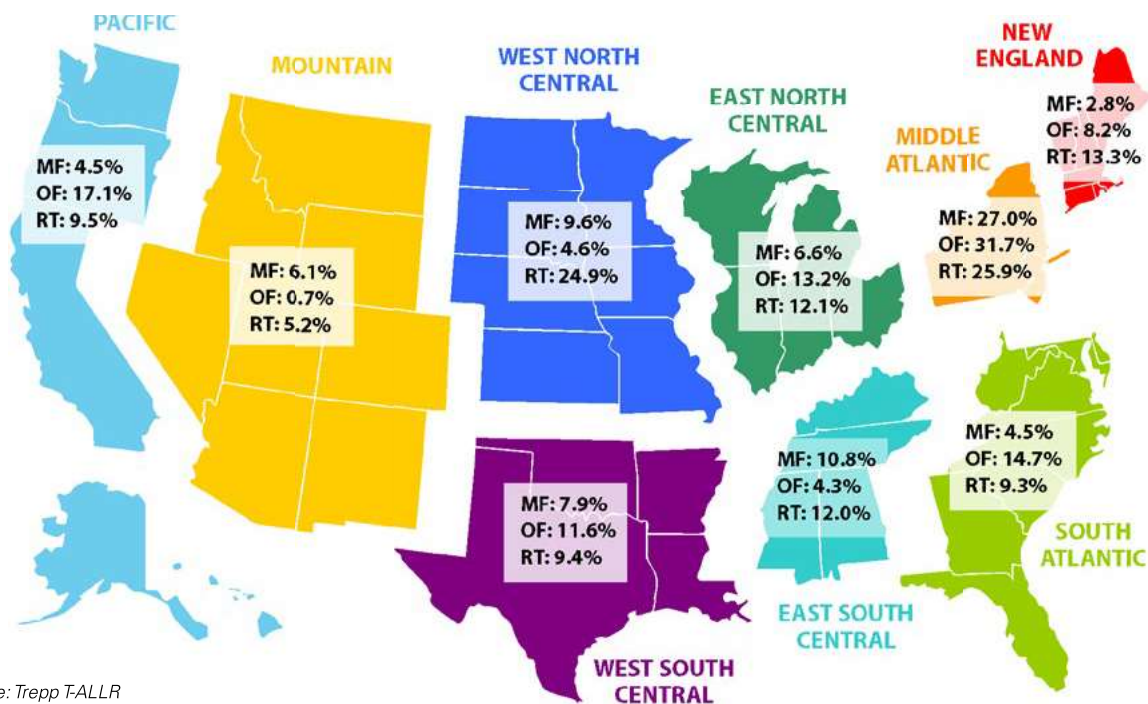 PACIFIC
MF: 4.5%
OF: 17.1%
RT: 9.5%
MOUNTAIN
MF: 6.1%
OF: 0.7%
RT: 5.2%
WEST NORTH
CENTRAL
MF: 9.6%
OF: 4.6%
RT: 24.9%
EAST NORTH
CENTRAL
MF: 6.6%
OF: 13.2%
RT: 12.1%
MIDDLE
ATLANTIC
MF: 27.0%
OF: 31.7%
RT: 25.9%
NEW
ENGLAND
MF: 2.8%
OF: 8.2%
RT: 13.3%
MF: 7.9%
OF: 11.6%
RT: 9.4%
WEST SOUTH
CENTRAL
MF: 10.8%
OF: 4.3%
RT: 12.0%
EAST SOUTH
CENTRAL
MF: 4.5%
OF: 14.7%
RT: 9.3%
SOUTH
ATLANTIC
e: Trepp T-ALLR